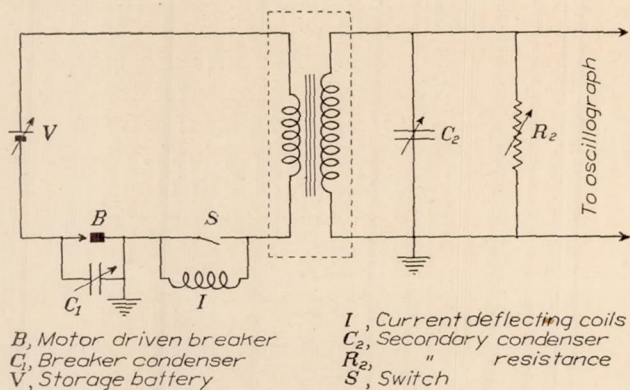 V
B
S
C₁
I
C₂
R₂
To oscillograph
B, Motor driven breaker
C₁, Breaker condenser
V, Storage battery
I, Current deflecting coils
C₂, Secondary condenser
R₂, " resistance
S, Switch